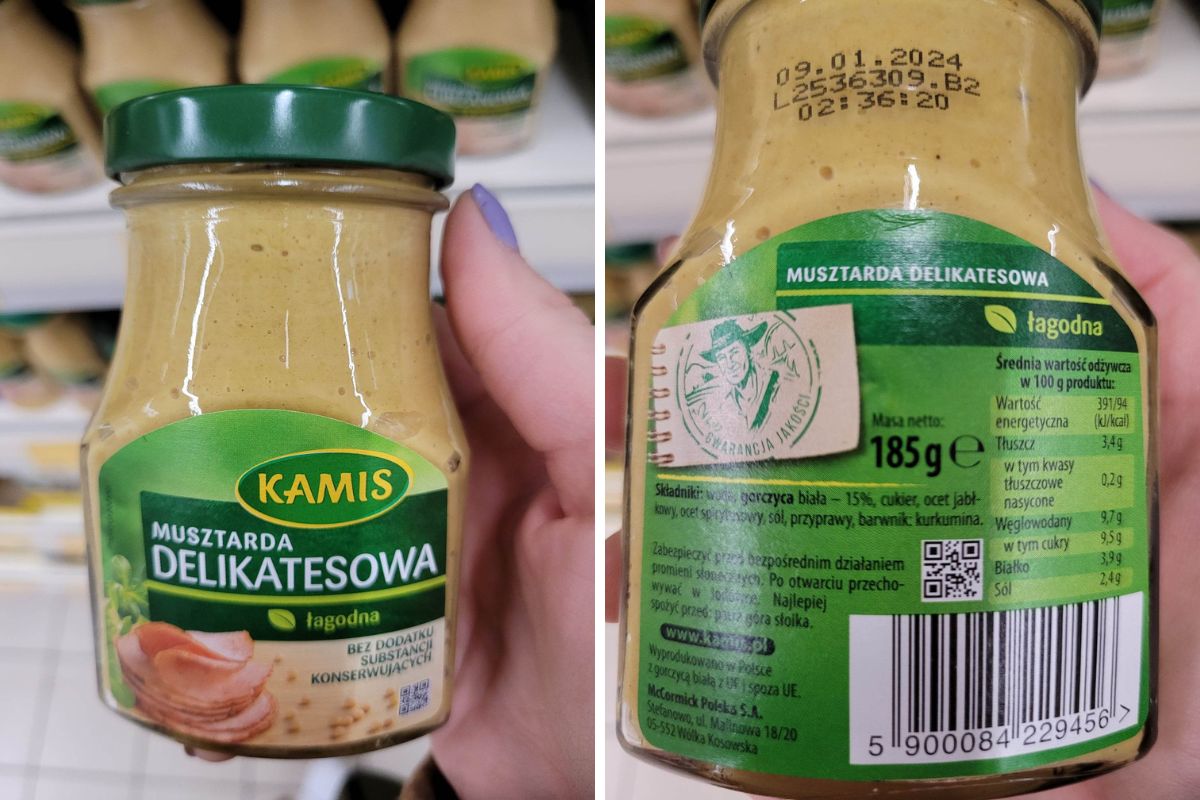 KAMIS
MUSZTARDA
DELIKATESOWA
łagodna
BEZ DODATKU
SUBSTANCJI
KONSERWUJĄCYCH
KAMIS
09.01.2024
L2536309.B2
02:36:20
MUSZTARDA DELIKATESOWA
łagodna
GWARANCJA JAKOŚCI
Średnia wartość odżywcza
w 100 g produktu:
Wartość 391/94
energetyczna (kJ/kcal)
Tłuszcz 3,4 g
w tym kwasy
tłuszczowe 0,2 g
nasycone
Węglowodany 9,7 g
w tym cukry 9,5 g
Białko 3,9 g
Sól 2,4 g
Masa netto:
185 g ℮
Składniki: woda, gorczyca biała – 15%, cukier, ocet jabł-
kowy, ocet spirytusowy, sól, przyprawy, barwnik: kurkumina.
Zabezpieczyć przed bezpośrednim działaniem
promieni słonecznych. Po otwarciu przecho-
wywać w lodówce. Najlepiej
spożyć przed: patrz góra słoika.
www.kamis.pl
Wyprodukowano w Polsce
z gorczycą białą z UE i spoza UE.
McCormick Polska S.A.
Stefanowo, ul. Malinowa 18/20
05-552 Wólka Kosowska
5 900084 229456 >